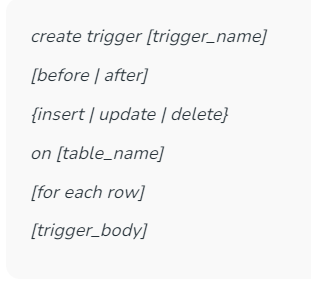 create trigger [trigger_name]
[before | after]
{insert | update | delete}
on [table_name]
[for each row]
[trigger_body]